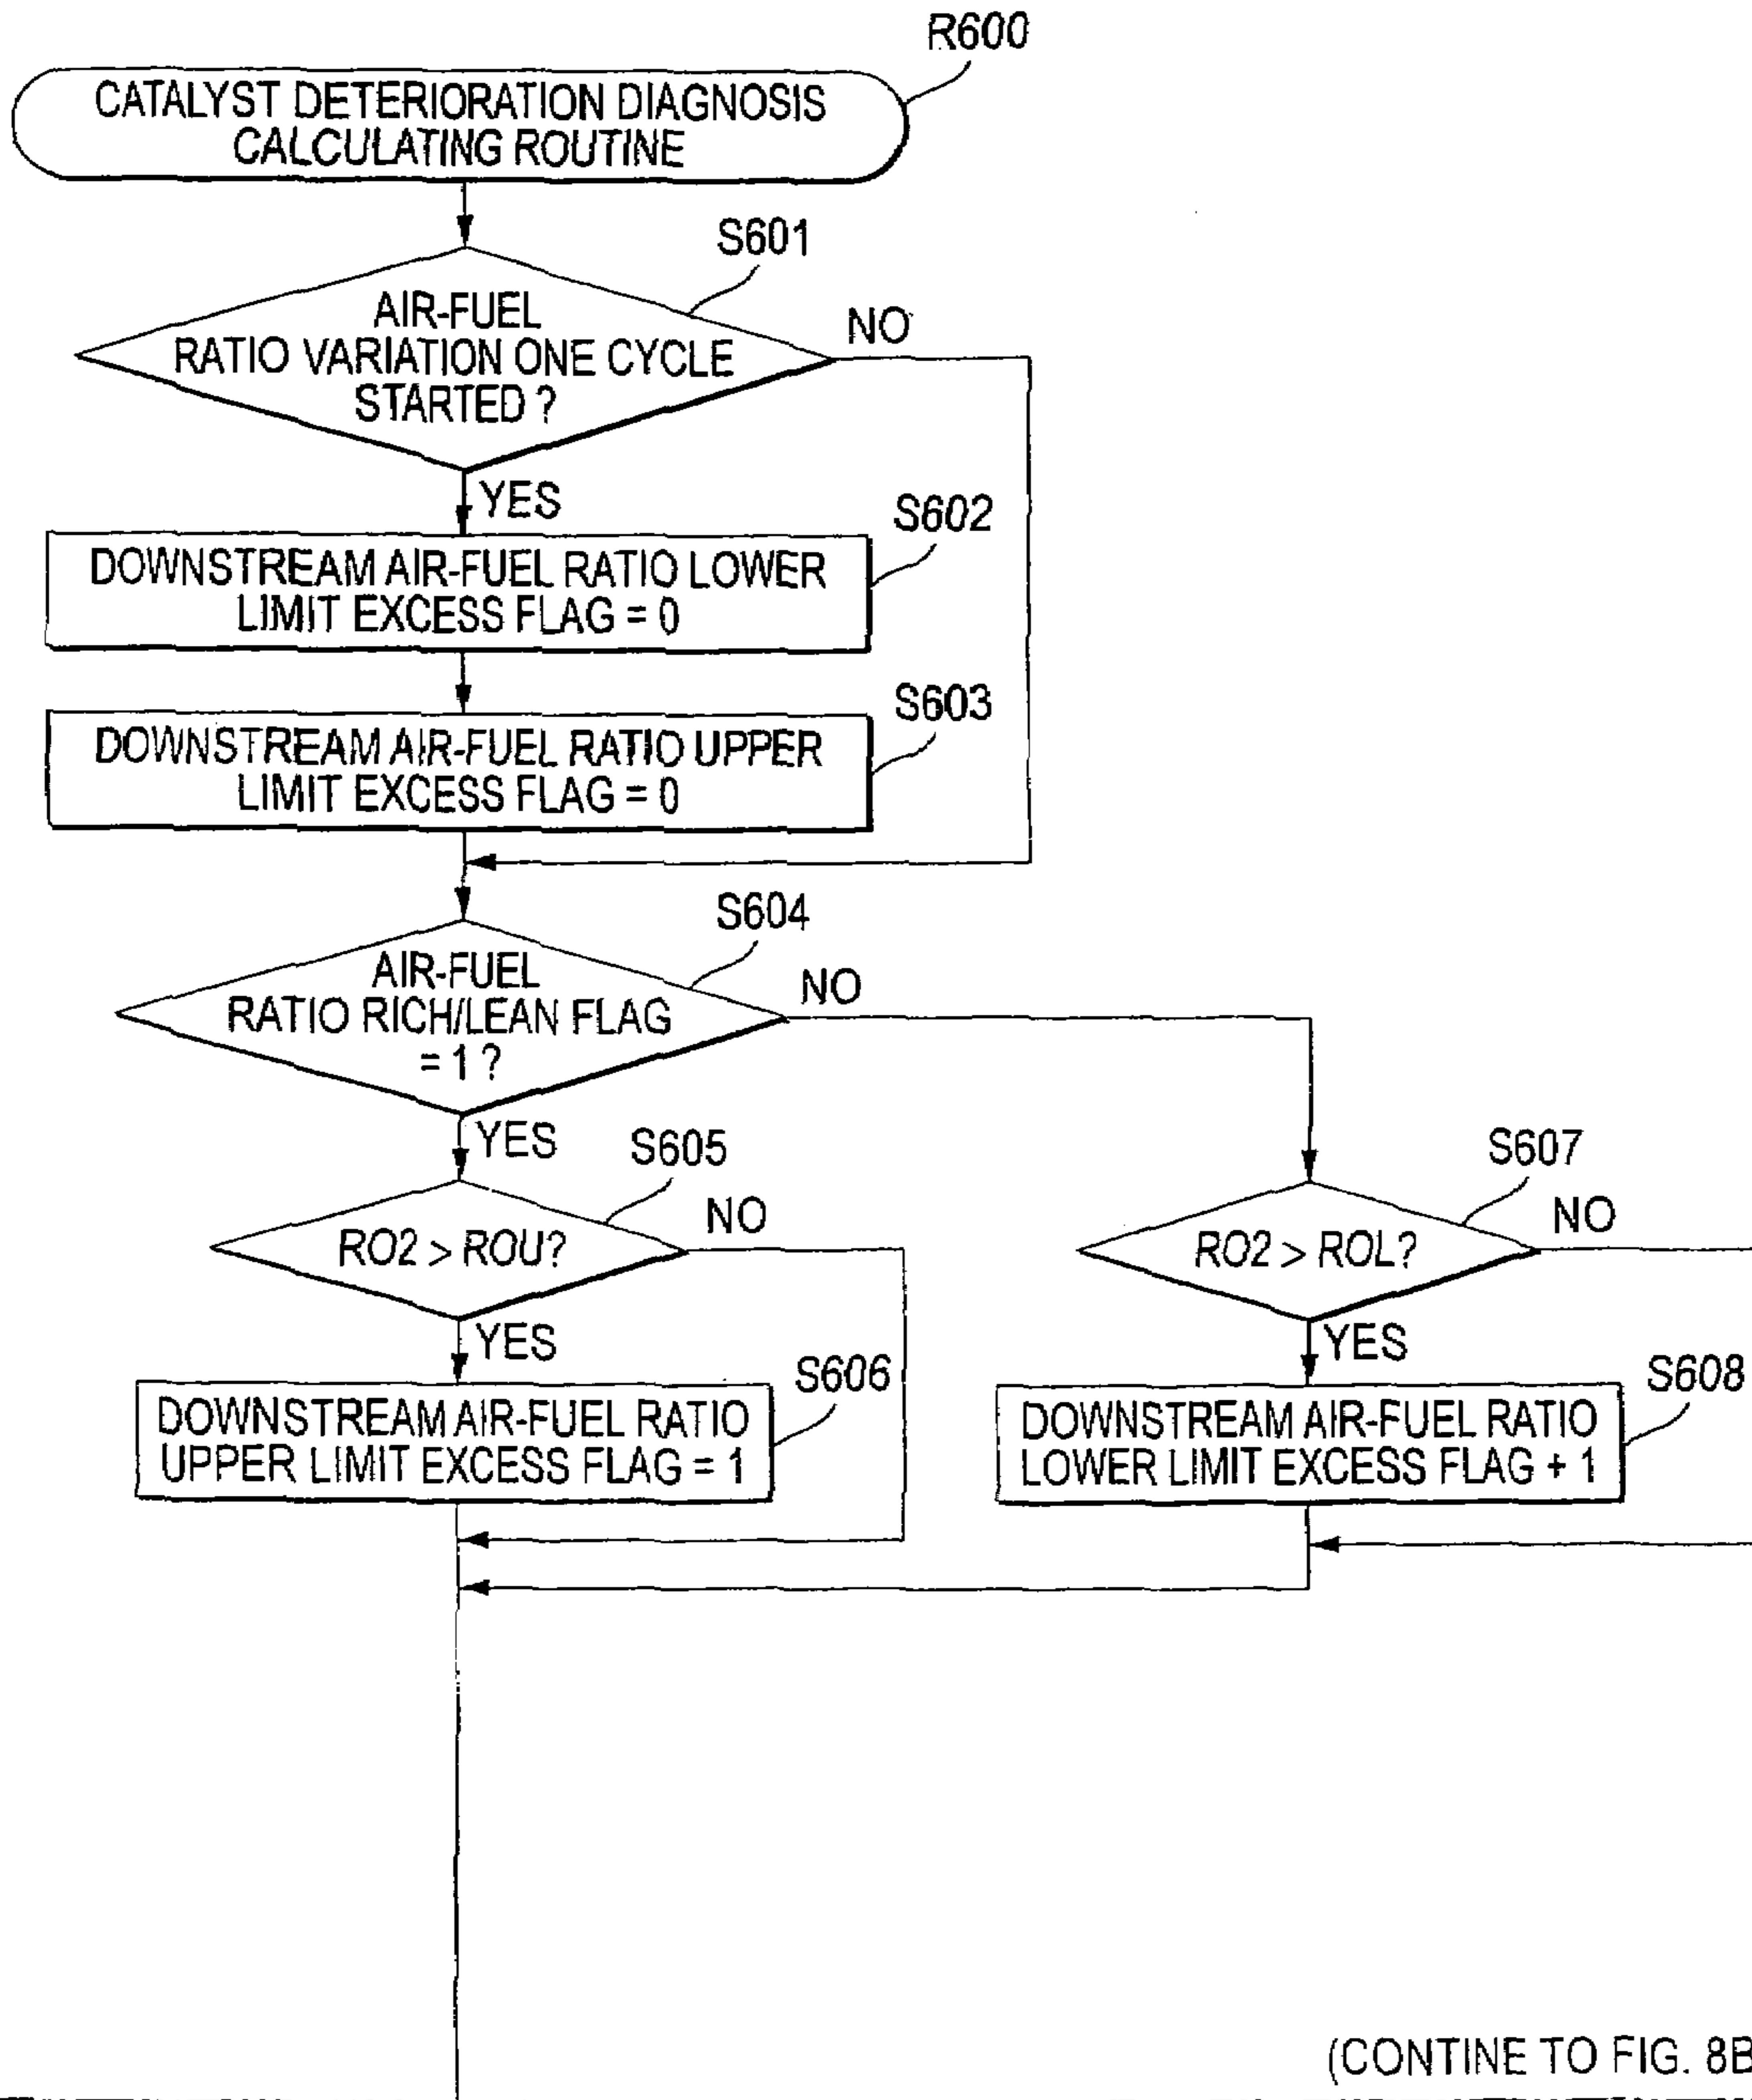 R600
CATALYST DETERIORATION DIAGNOSIS
CALCULATING ROUTINE
S601
AIR-FUEL
RATIO VARIATION ONE CYCLE
STARTED ?
NO
YES
S602
DOWNSTREAM AIR-FUEL RATIO LOWER
LIMIT EXCESS FLAG = 0
S603
DOWNSTREAM AIR-FUEL RATIO UPPER
LIMIT EXCESS FLAG = 0
S604
AIR-FUEL
RATIO RICH/LEAN FLAG
= 1 ?
NO
YES
S605
RO2 > ROU?
NO
YES
S606
DOWNSTREAM AIR-FUEL RATIO
UPPER LIMIT EXCESS FLAG = 1
S607
RO2 > ROL?
NO
YES
S608
DOWNSTREAM AIR-FUEL RATIO
LOWER LIMIT EXCESS FLAG + 1
(CONTINE TO FIG. 8B